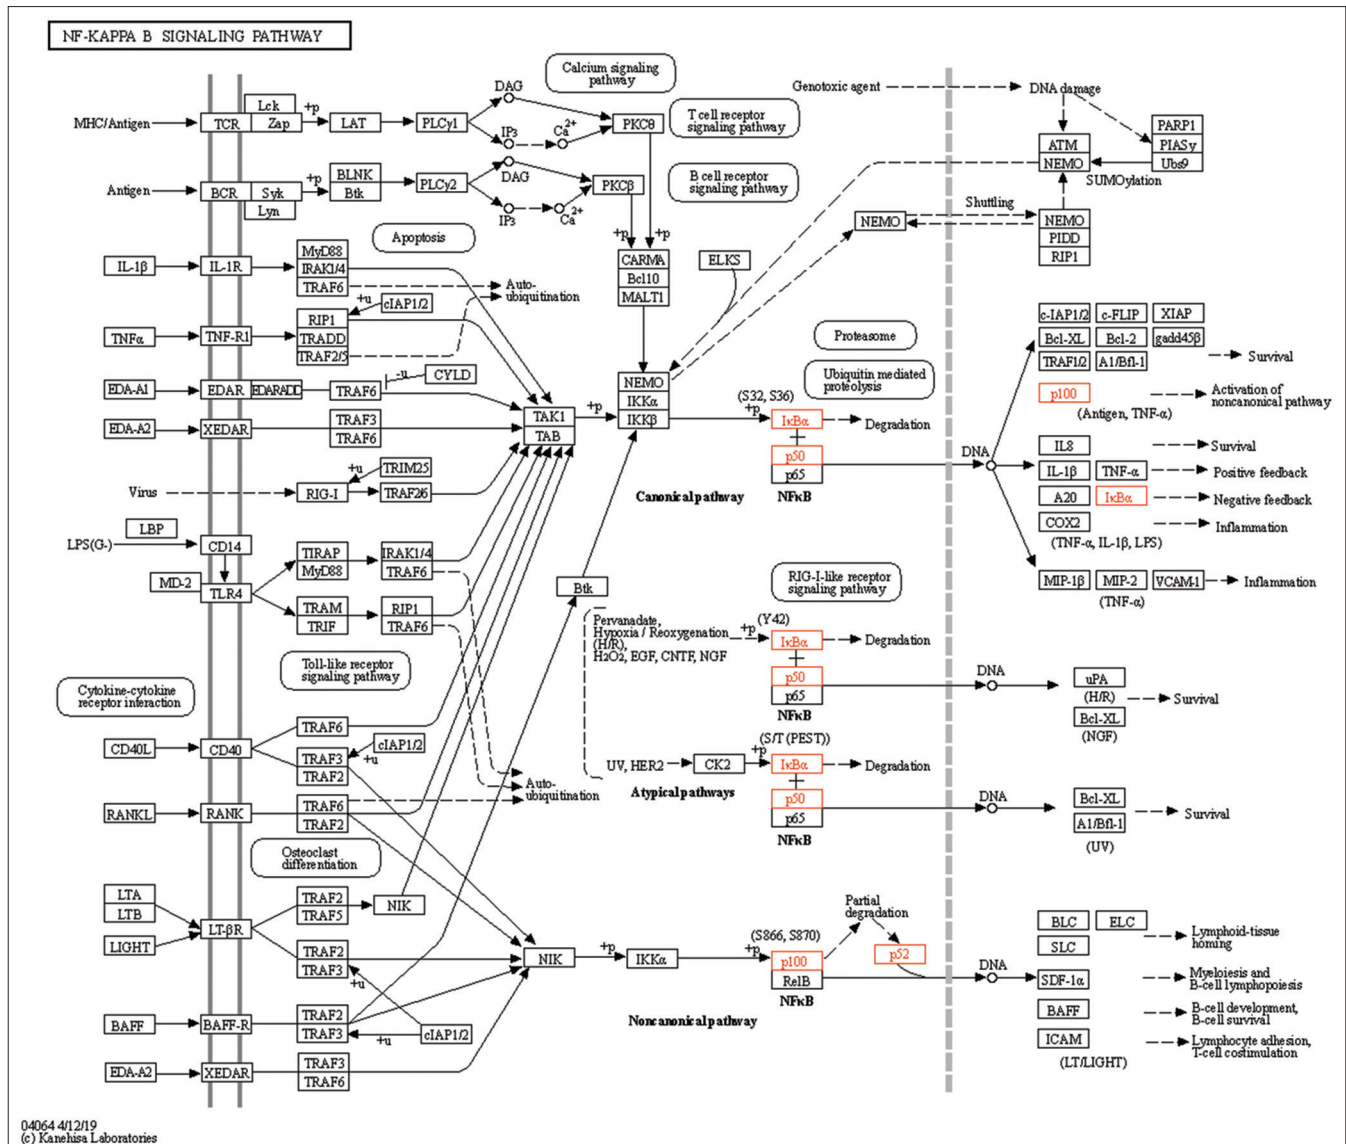 NF-KAPPA B SIGNALING PATHWAY
Calcium signaling
pathway
Genotoxic agent
DNA damage
DAG
MHC/Antigen
TCR
Lck
Zap
+p
LAT
PLCγ1
IP3
Ca2+
PKCθ
T cell receptor
signaling pathway
ATM
NEMO
PARP1
PIASy
Ubs9
SUMOylation
Antigen
BCR
Syk
Lyn
+p
BLNK
Btk
PLCγ2
DAG
IP3
Ca2+
PKCβ
B cell receptor
signaling pathway
Shuttling
NEMO
NEMO
PIDD
RIP1
Apoptosis
+p
+p
CARMA
Bcl10
MALT1
ELKS
IL-1β
IL-1R
MyD88
IRAK1/4
TRAF6
Auto-
ubiquitination
TNFα
TNF-R1
RIP1
TRADD
TRAF2/5
+u
cIAP1/2
Proteasome
Ubiquitin mediated
proteolysis
c-IAP1/2
c-FLIP
XIAP
Bcl-XL
Bcl-2
gadd45β
TRAF1/2
A1/Bfl-1
Survival
EDA-A1
EDAR
EDARADD
TRAF6
-u
CYLD
NEMO
IKKα
IKKβ
(S32, S36)
+p
IκBα
Degradation
p100
Activation of
noncanonical pathway
(Antigen, TNF-α)
EDA-A2
XEDAR
TRAF3
TRAF6
TAK1
TAB
+p
p50
p65
NFκB
Canonical pathway
DNA
IL8
Survival
IL-1β
TNF-α
Positive feedback
A20
IκBα
Negative feedback
COX2
Inflammation
(TNF-α, IL-1β, LPS)
Virus
RIG-I
+u
TRIM25
TRAF2/6
LPS(G-)
LBP
CD14
MD-2
TLR4
TIRAP
MyD88
IRAK1/4
TRAF6
TRAM
TRIF
RIP1
TRAF6
Btk
RIG-I-like receptor
signaling pathway
MIP-1β
MIP-2
VCAM-1
Inflammation
(TNF-α)
Pervanadate,
Hypoxia / Reoxygenation
(H/R),
H2O2, EGF, CNTF, NGF
(Y42)
+p
IκBα
Degradation
p50
p65
NFκB
DNA
uPA
(H/R)
Bcl-XL
(NGF)
Survival
Toll-like receptor
signaling pathway
Cytokine-cytokine
receptor interaction
CD40L
CD40
TRAF6
TRAF3
TRAF2
cIAP1/2
+u
Auto-
ubiquitination
UV, HER2
CK2
(S/T (PEST))
+p
IκBα
Degradation
Atypical pathways
p50
p65
NFκB
DNA
Bcl-XL
A1/Bfl-1
(UV)
Survival
RANKL
RANK
TRAF6
TRAF2
Osteoclast
differentiation
LTA
LTB
LIGHT
LT-βR
TRAF2
TRAF5
NIK
TRAF2
TRAF3
+u
NIK
+p
IKKα
+p
(S866, S870)
p100
RelB
NFκB
Partial
degradation
p52
DNA
Noncanonical pathway
BLC
ELC
SLC
Lymphoid-tissue
homing
SDF-1α
Myeloiesis and
B-cell lymphopoiesis
BAFF
B-cell development,
B-cell survival
ICAM
Lymphocyte adhesion,
T-cell costimulation
(LT/LIGHT)
BAFF
BAFF-R
TRAF2
TRAF3
+u
cIAP1/2
EDA-A2
XEDAR
TRAF3
TRAF6
04064 4/12/19
(c) Kanehisa Laboratories